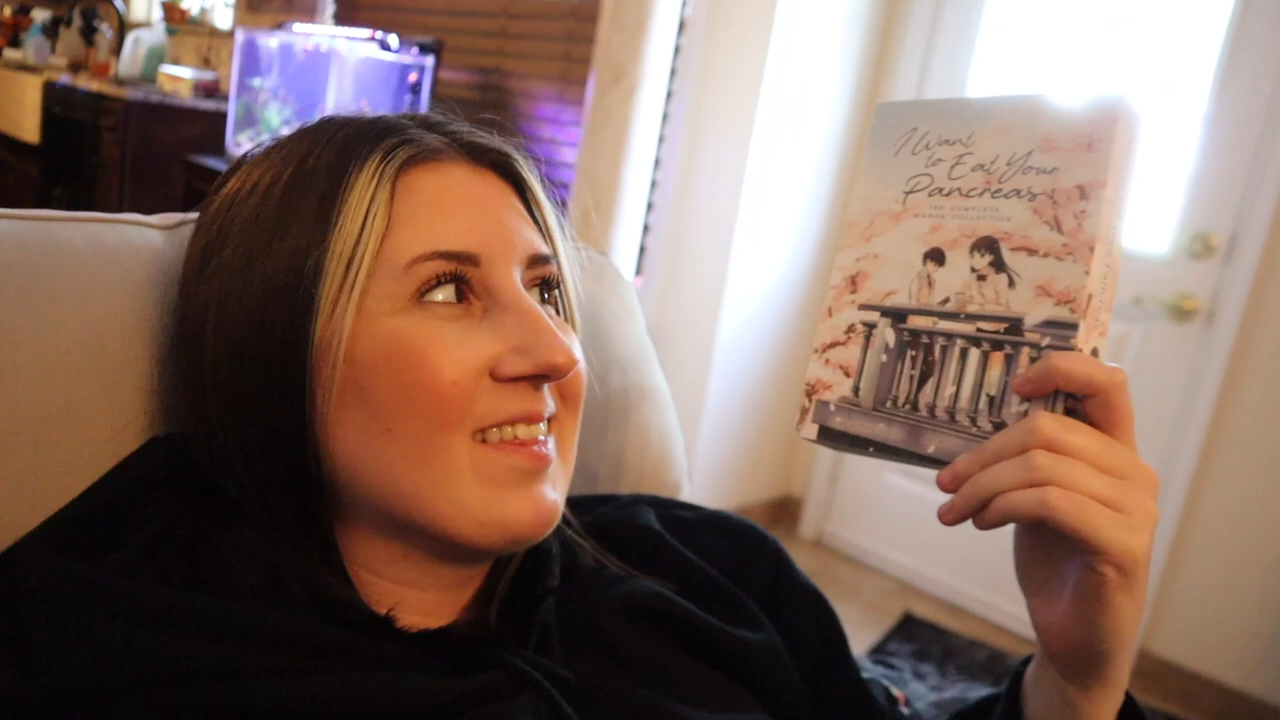 I Want
to Eat Your
Pancreas
THE COMPLETE
MANGA COLLECTION